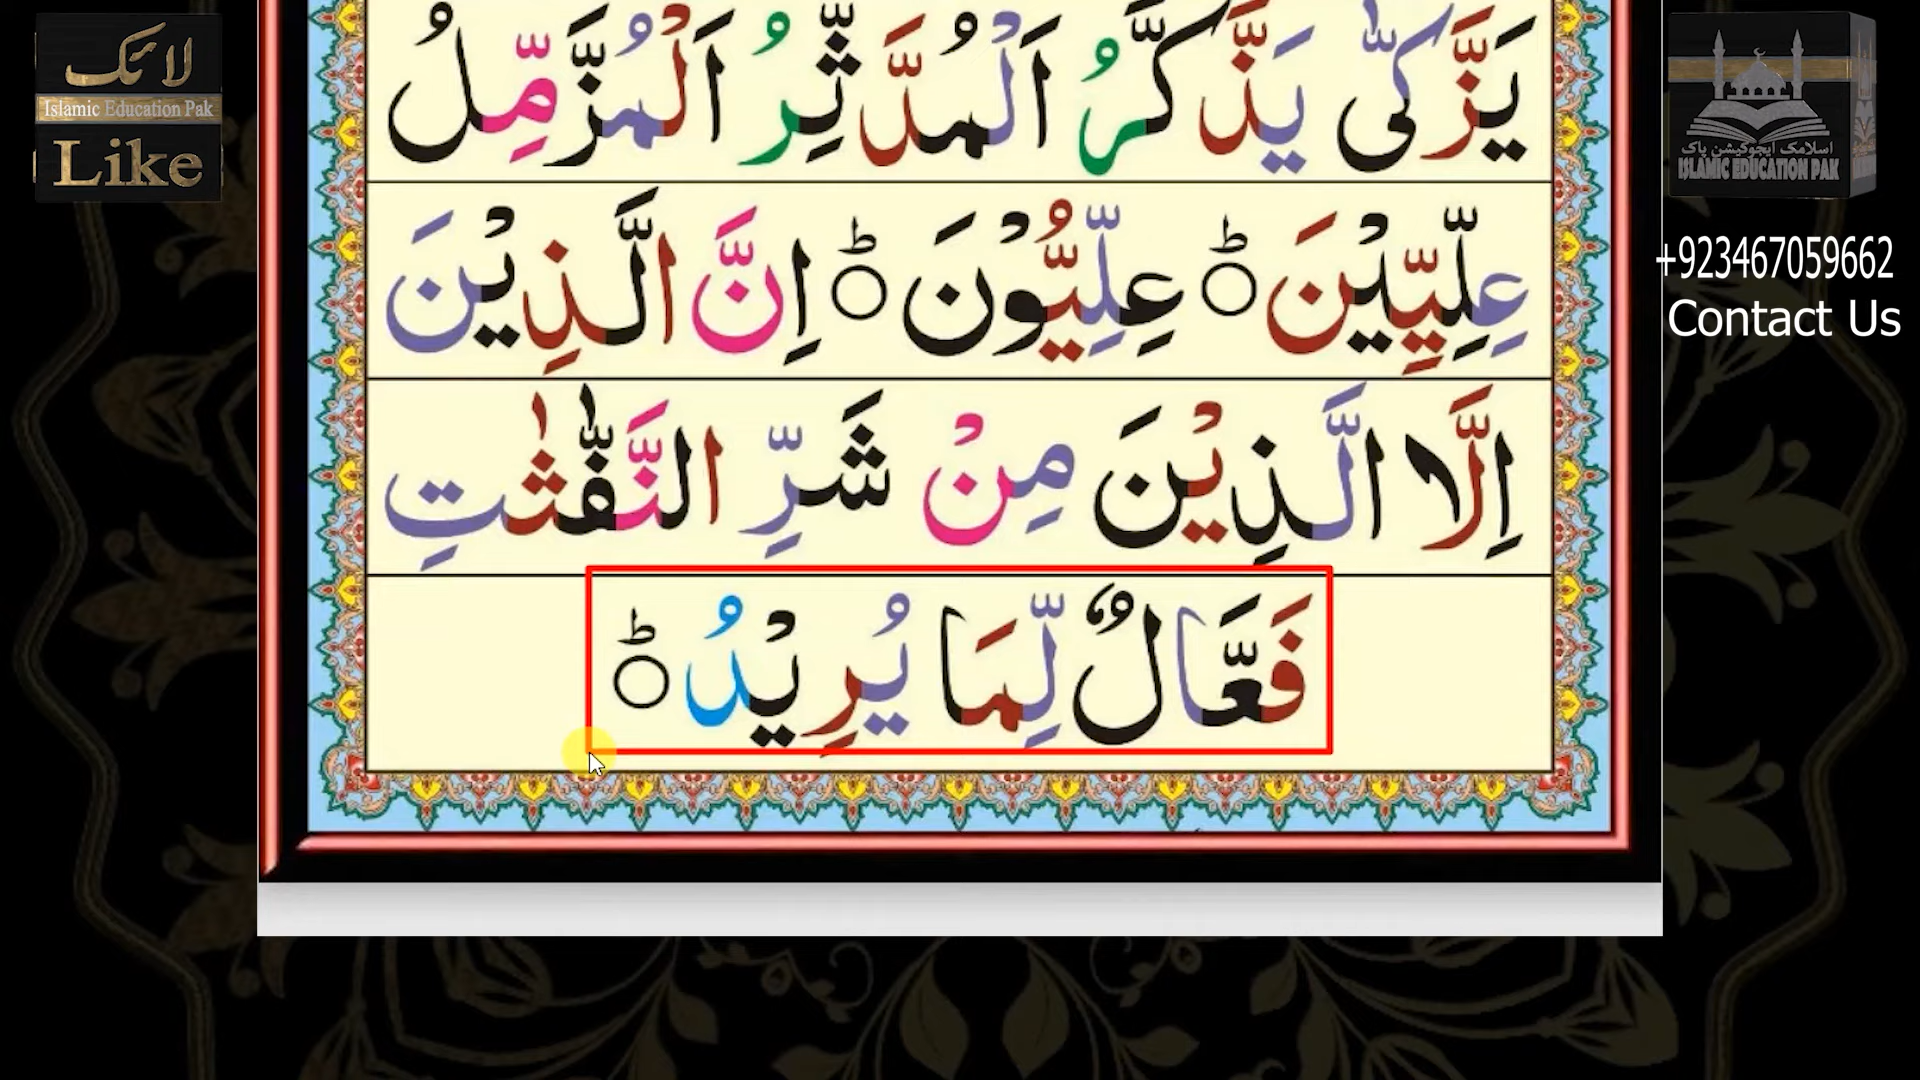 لائک
Islamic Education Pak
Like
یَزَّکّٰی یَذَّکَّرُ اَلْمُدَّثِّرُ اَلْمُزَّمِّلُ
عِلِّیِّیْنَ ؕ عِلِّیُّوْنَ ؕ اِنَّ الَّذِیْنَ
اِلَّا الَّذِیْنَ مِنْ شَرِّ النَّفّٰثٰتِ
فَعَّالٌ لِّمَا یُرِیْدُ ؕ
اسلامک ایجوکیشن پاک
ISLAMIC EDUCATION PAK
+923467059662
Contact Us